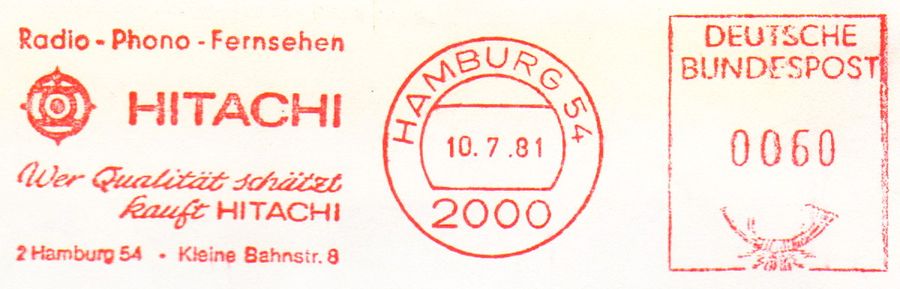 Radio - Phono - Fernsehen
HITACHI
Wer Qualität schätzt
kauft HITACHI
2 Hamburg 54 - Kleine Bahnstr. 8
HAMBURG 54
10.7.81
2000
DEUTSCHE
BUNDESPOST
0060